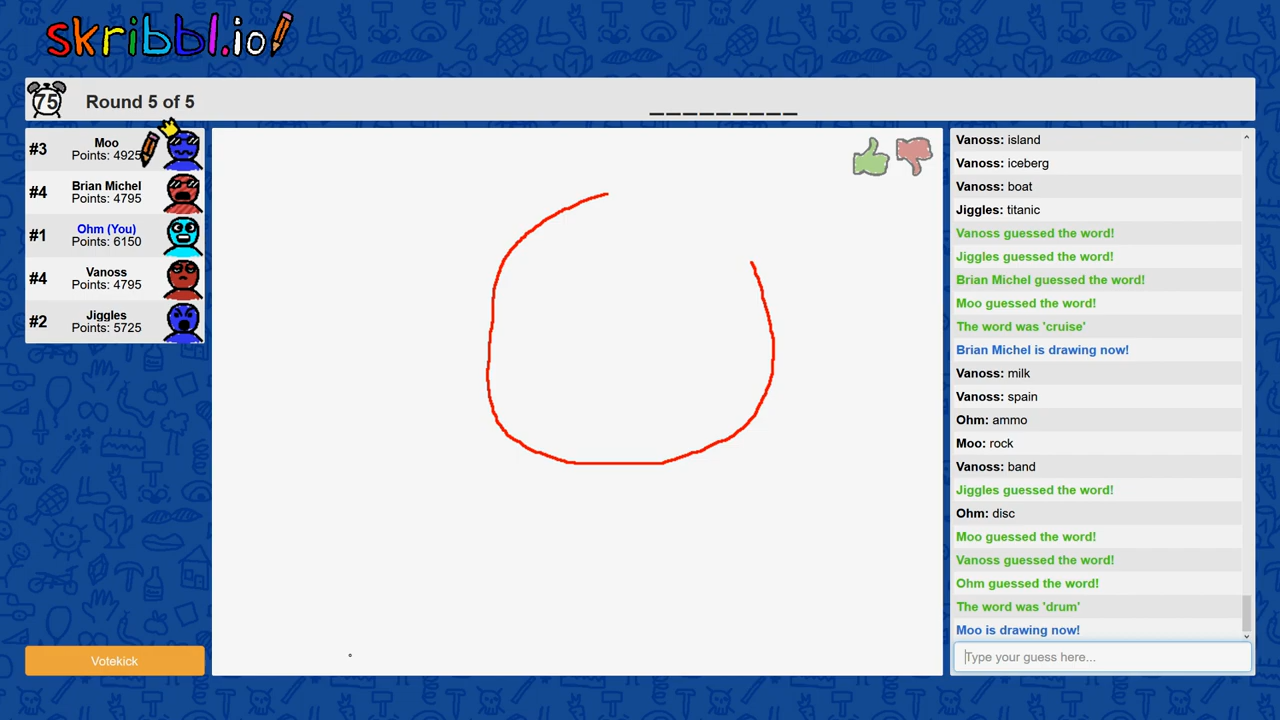 skribbl.io
75
Round 5 of 5
_________
#3
Moo
Points: 4925
#4
Brian Michel
Points: 4795
#1
Ohm (You)
Points: 6150
#4
Vanoss
Points: 4795
#2
Jiggles
Points: 5725
Votekick
Vanoss: island
Vanoss: iceberg
Vanoss: boat
Jiggles: titanic
Vanoss guessed the word!
Jiggles guessed the word!
Brian Michel guessed the word!
Moo guessed the word!
The word was 'cruise'
Brian Michel is drawing now!
Vanoss: milk
Vanoss: spain
Ohm: ammo
Moo: rock
Vanoss: band
Jiggles guessed the word!
Ohm: disc
Moo guessed the word!
Vanoss guessed the word!
Ohm guessed the word!
The word was 'drum'
Moo is drawing now!
Type your guess here...